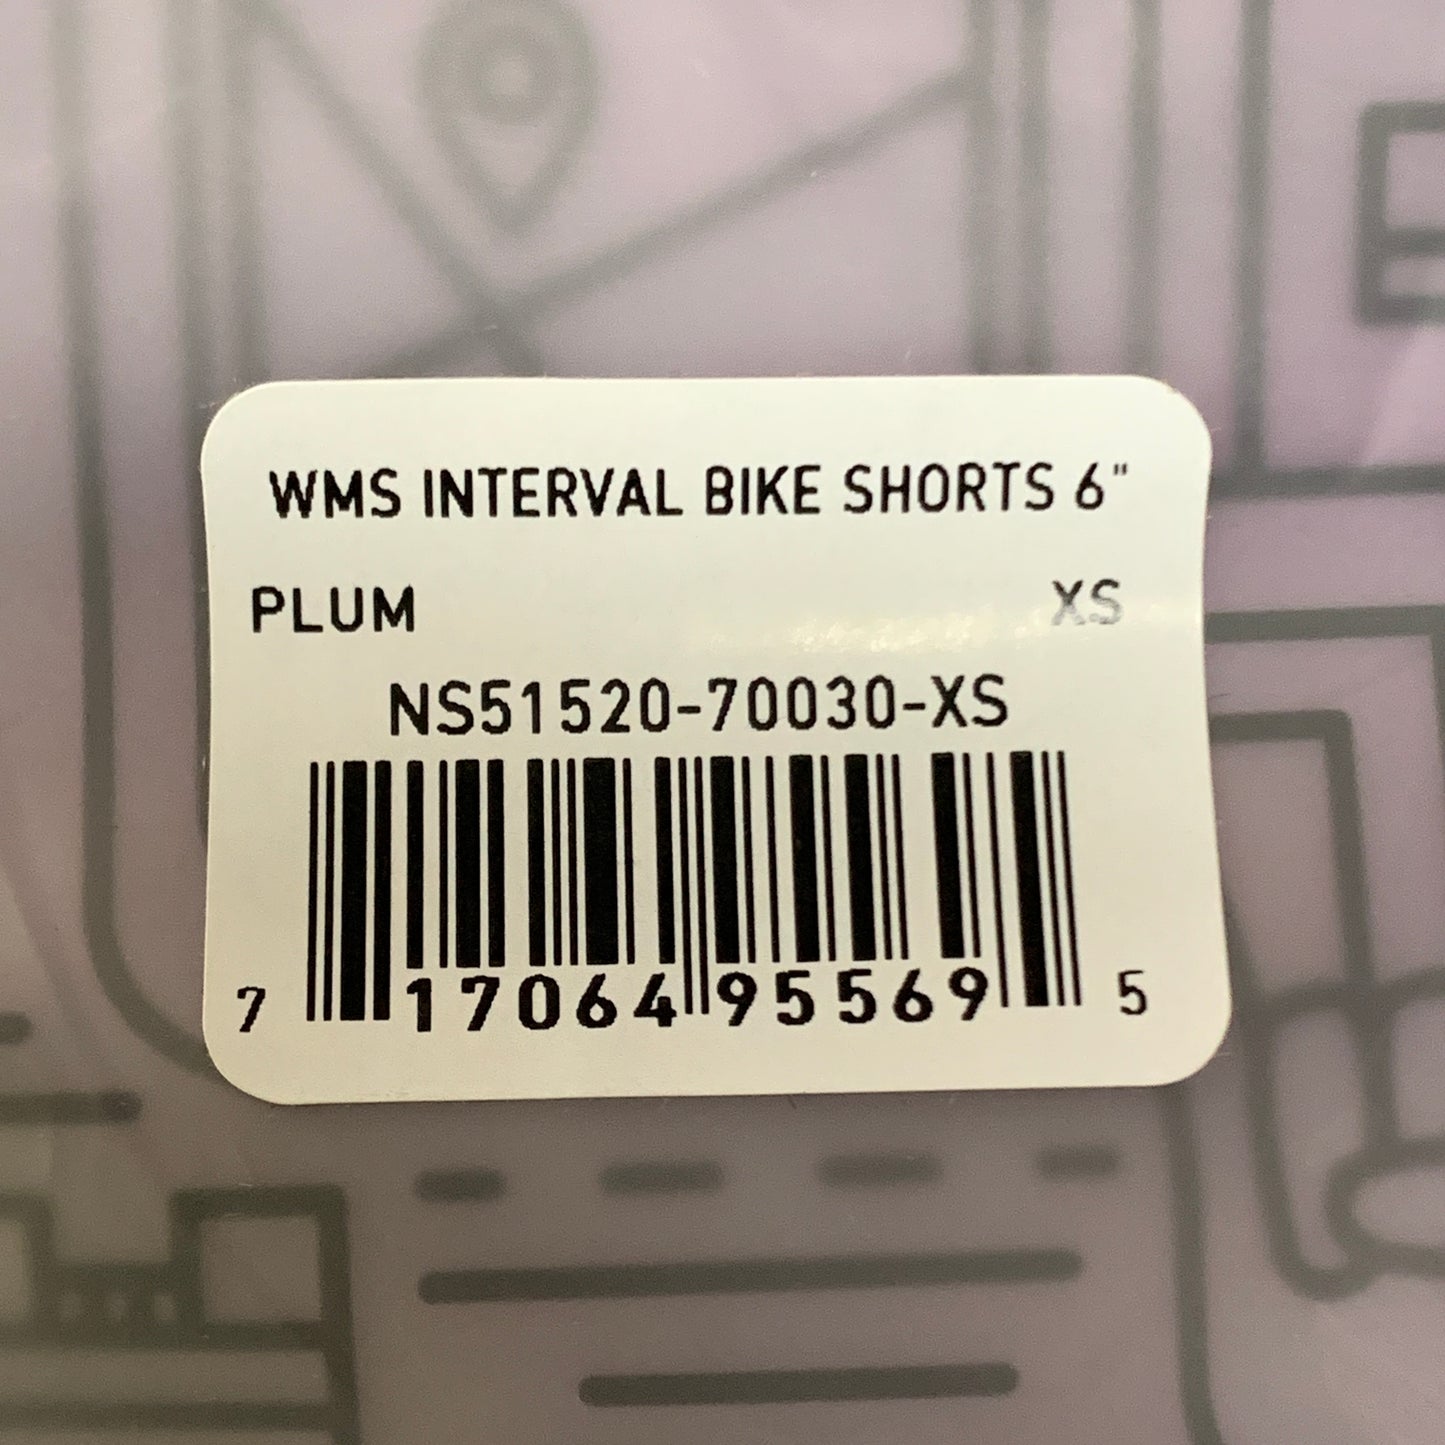 WMS INTERVAL BIKE SHORTS 6"
PLUM XS
NS51520-70030-XS
7 17064 95569 5